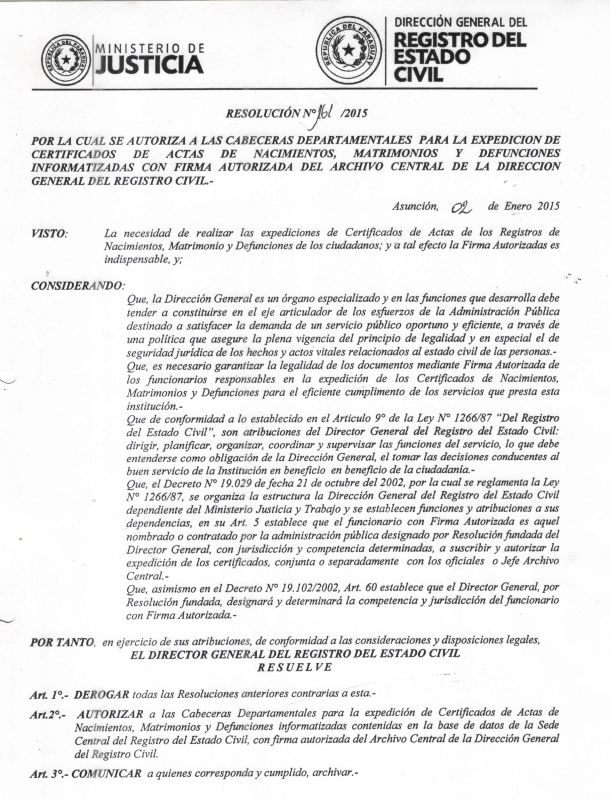 MINISTERIO DE
JUSTICIA
REPUBLICA DEL PARAGUAY
DIRECCIÓN GENERAL DEL
REGISTRO DEL
ESTADO
CIVIL
RESOLUCIÓN Nº 161 /2015
POR LA CUAL SE AUTORIZA A LAS CABECERAS DEPARTAMENTALES PARA LA EXPEDICION DE
CERTIFICADOS DE ACTAS DE NACIMIENTOS, MATRIMONIOS Y DEFUNCIONES
INFORMATIZADAS CON FIRMA AUTORIZADA DEL ARCHIVO CENTRAL DE LA DIRECCION
GENERAL DEL REGISTRO CIVIL.-
Asunción, 02 de Enero 2015
VISTO: La necesidad de realizar las expediciones de Certificados de Actas de los Registros de
Nacimientos, Matrimonio y Defunciones de los ciudadanos; y a tal efecto la Firma Autorizadas es
indispensable, y;
CONSIDERANDO:
Que, la Dirección General es un órgano especializado y en las funciones que desarrolla debe
tender a constituirse en el eje articulador de los esfuerzos de la Administración Pública
destinado a satisfacer la demanda de un servicio público oportuno y eficiente, a través de
una política que asegure la plena vigencia del principio de legalidad y en especial el de
seguridad jurídica de los hechos y actos vitales relacionados al estado civil de las personas.-
Que, es necesario garantizar la legalidad de los documentos mediante Firma Autorizada de
los funcionarios responsables en la expedición de los Certificados de Nacimientos,
Matrimonios y Defunciones para el eficiente cumplimento de los servicios que presta esta
institución.-
Que de conformidad a lo establecido en el Articulo 9º de la Ley Nº 1266/87 “Del Registro
del Estado Civil”, son atribuciones del Director General del Registro del Estado Civil:
dirigir, planificar, organizar, coordinar y supervisar las funciones del servicio, lo que debe
entenderse como obligación de la Dirección General, el tomar las decisiones conducentes al
buen servicio de la Institución en beneficio en beneficio de la ciudadanía.-
Que, el Decreto Nº 19.029 de fecha 21 de octubre del 2002, por la cual se reglamenta la Ley
Nº 1266/87, se organiza la estructura la Dirección General del Registro del Estado Civil
dependiente del Ministerio Justicia y Trabajo y se establecen funciones y atribuciones a sus
dependencias, en su Art. 5 establece que el funcionario con Firma Autorizada es aquel
nombrado o contratado por la administración pública designado por Resolución fundada del
Director General, con jurisdicción y competencia determinadas, a suscribir y autorizar la
expedición de los certificados, conjunta o separadamente con los oficiales o Jefe Archivo
Central.-
Que, asimismo en el Decreto Nº 19.102/2002, Art. 60 establece que el Director General, por
Resolución fundada, designará y determinará la competencia y jurisdicción del funcionario
con Firma Autorizada.-
POR TANTO, en ejercicio de sus atribuciones, de conformidad a las consideraciones y disposiciones legales,
EL DIRECTOR GENERAL DEL REGISTRO DEL ESTADO CIVIL
R E S U E L V E
Art. 1º.- DEROGAR todas las Resoluciones anteriores contrarias a esta.-
Art.2º.- AUTORIZAR a las Cabeceras Departamentales para la expedición de Certificados de Actas de
Nacimientos, Matrimonios y Defunciones informatizadas contenidas en la base de datos de la Sede
Central del Registro del Estado Civil, con firma autorizada del Archivo Central de la Dirección General
del Registro Civil.
Art. 3º.- COMUNICAR a quienes corresponda y cumplido, archivar.-